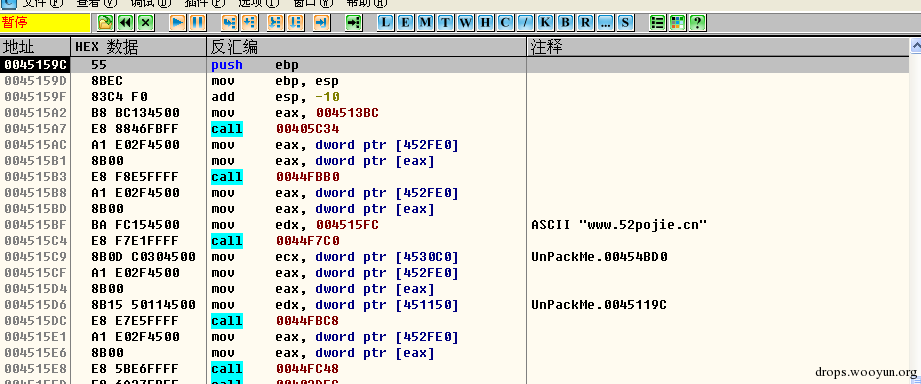 文件(F) 查看(V) 调试(D) 插件(P) 选项(T) 窗口(W) 帮助(H)
暂停 L E M T W H C / K B R ... S ?
地址 HEX 数据 反汇编 注释
0045159C 55 push ebp
0045159D 8BEC mov ebp, esp
0045159F 83C4 F0 add esp, -10
004515A2 B8 BC134500 mov eax, 004513BC
004515A7 E8 8846FBFF call 00405C34
004515AC A1 E02F4500 mov eax, dword ptr [452FE0]
004515B1 8B00 mov eax, dword ptr [eax]
004515B3 E8 F8E5FFFF call 0044FBB0
004515B8 A1 E02F4500 mov eax, dword ptr [452FE0]
004515BD 8B00 mov eax, dword ptr [eax]
004515BF BA FC154500 mov edx, 004515FC ASCII "www.52pojie.cn"
004515C4 E8 F7E1FFFF call 0044F7C0
004515C9 8B0D C0304500 mov ecx, dword ptr [4530C0] UnPackMe.00454BD0
004515CF A1 E02F4500 mov eax, dword ptr [452FE0]
004515D4 8B00 mov eax, dword ptr [eax]
004515D6 8B15 50114500 mov edx, dword ptr [451150] UnPackMe.0045119C
004515DC E8 E7E5FFFF call 0044FBC8
004515E1 A1 E02F4500 mov eax, dword ptr [452FE0]
004515E6 8B00 mov eax, dword ptr [eax]
004515E8 E8 5BE6FFFF call 0044FC48
drops.wooyun.org